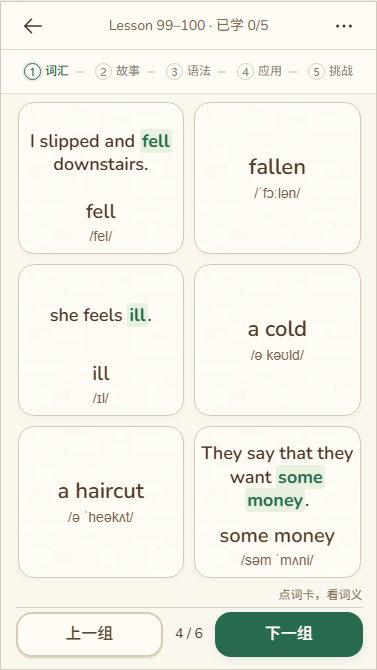 Lesson 99–100 · 已学 0/5
1 词汇 – 2 故事 – 3 语法 – 4 应用 – 5 挑战
I slipped and fell
downstairs.
fell
/fel/
fallen
/ˈfɔːlən/
she feels ill.
ill
/ɪl/
a cold
/ə kəʊld/
a haircut
/ə ˈheəkʌt/
They say that they
want some
money.
some money
/səm ˈmʌni/
点词卡，看词义
上一组
4 / 6
下一组